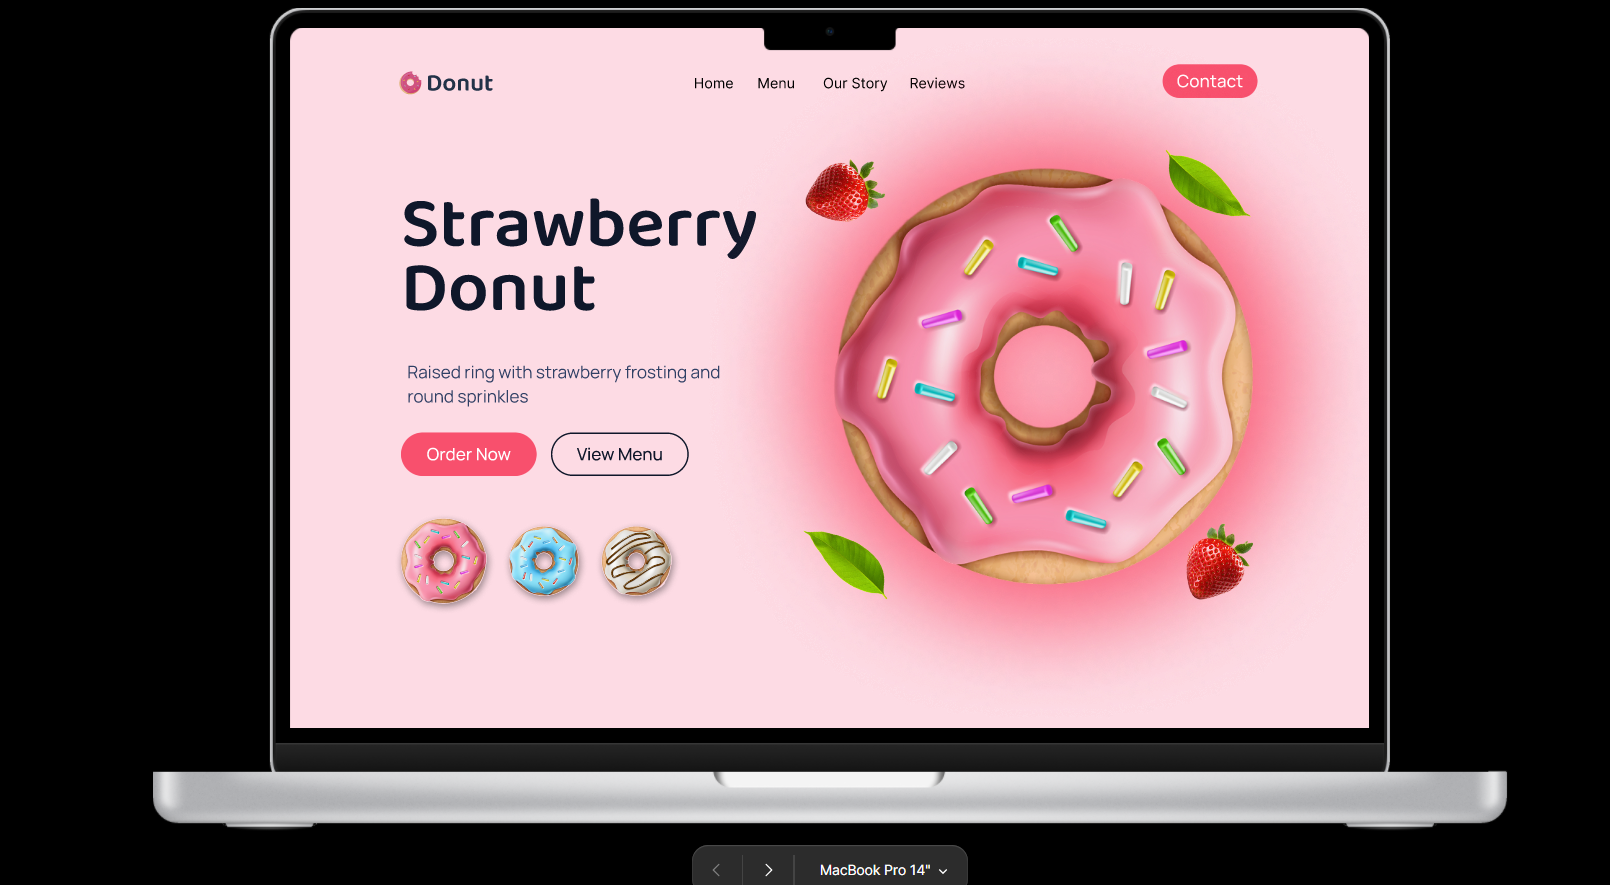 Donut
Home Menu Our Story Reviews
Contact
Strawberry
Donut
Raised ring with strawberry frosting and
round sprinkles
Order Now
View Menu
MacBook Pro 14"